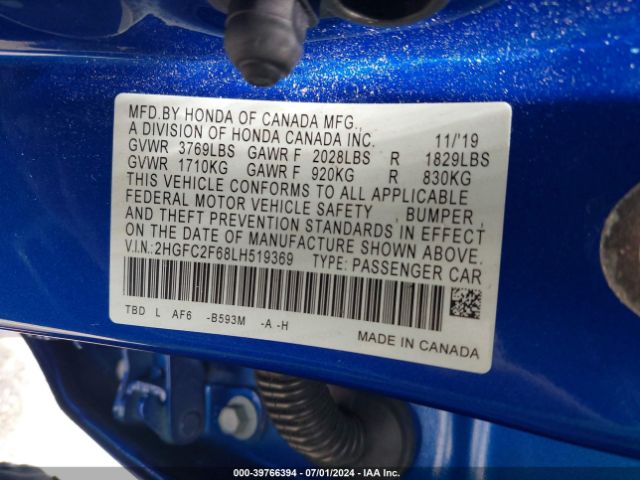 MFD.BY HONDA OF CANADA MFG.,
A DIVISION OF HONDA CANADA INC. 11/'19
GVWR 3769LBS GAWR F 2028LBS R 1829LBS
GVWR 1710KG GAWR F 920KG R 830KG
THIS VEHICLE CONFORMS TO ALL APPLICABLE
FEDERAL MOTOR VEHICLE SAFETY BUMPER
AND THEFT PREVENTION STANDARDS IN EFFECT
ON THE DATE OF MANUFACTURE SHOWN ABOVE.
V.I.N.:2HGFC2F68LH519369 TYPE: PASSENGER CAR
TBD L AF6 -B593M -A -H
MADE IN CANADA
000-39766394 / 07/01/2024 - IAA Inc.